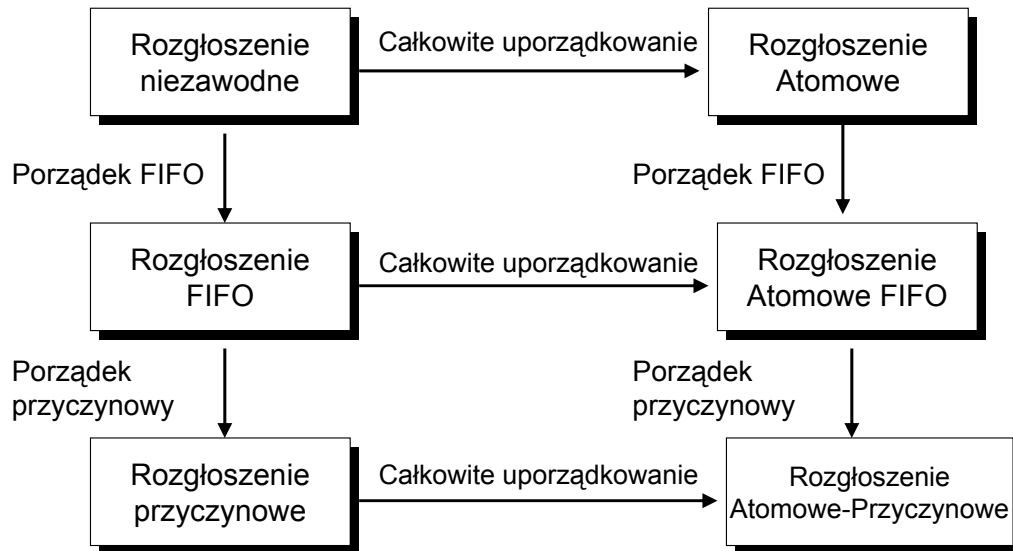 Rozgłoszenie
niezawodne
Całkowite uporządkowanie
Rozgłoszenie
Atomowe
Porządek FIFO
Porządek FIFO
Rozgłoszenie
FIFO
Całkowite uporządkowanie
Rozgłoszenie
Atomowe FIFO
Porządek
przyczynowy
Porządek
przyczynowy
Rozgłoszenie
przyczynowe
Całkowite uporządkowanie
Rozgłoszenie
Atomowe-Przyczynowe